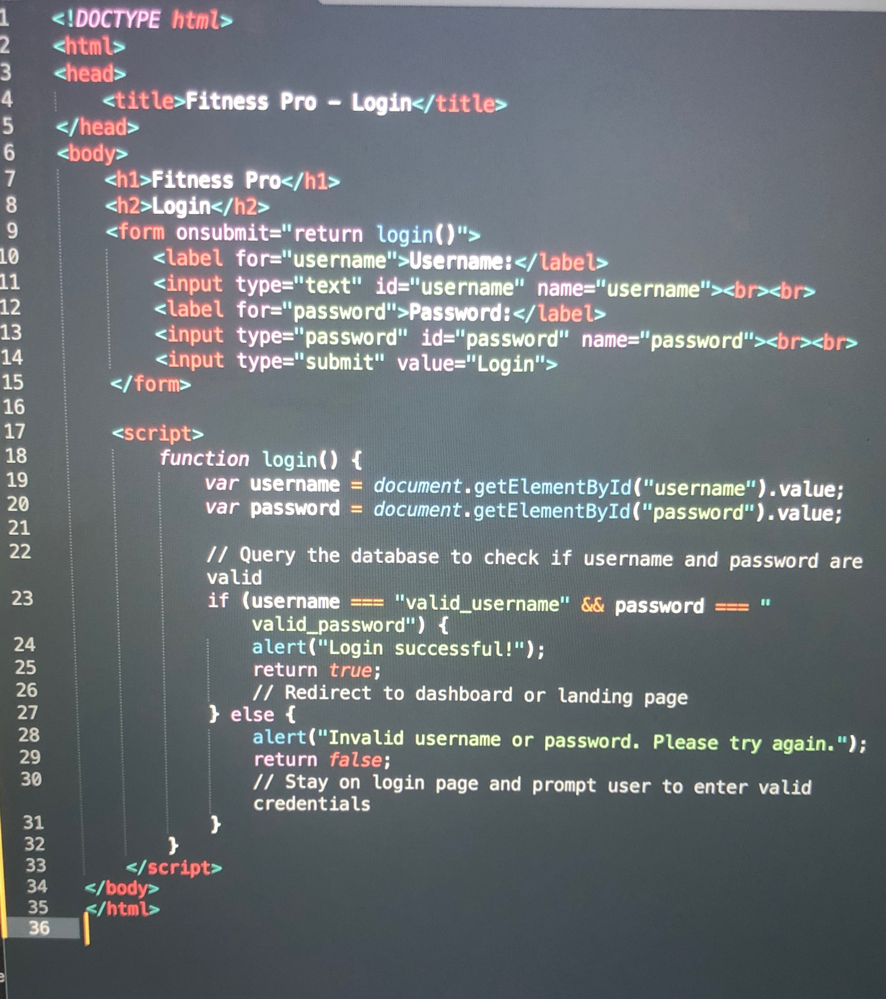 1 <!DOCTYPE html>
2 <html>
3 <head>
4 <title>Fitness Pro - Login</title>
5 </head>
6 <body>
7 <h1>Fitness Pro</h1>
8 <h2>Login</h2>
9 <form onsubmit="return login()">
10 <label for="username">Username:</label>
11 <input type="text" id="username" name="username"><br><br>
12 <label for="password">Password:</label>
13 <input type="password" id="password" name="password"><br><br>
14 <input type="submit" value="Login">
15 </form>
16
17 <script>
18 function login() {
19 var username = document.getElementById("username").value;
20 var password = document.getElementById("password").value;
21
22 // Query the database to check if username and password are
valid
23 if (username === "valid_username" && password === "
valid_password") {
24 alert("Login successful!");
25 return true;
26 // Redirect to dashboard or landing page
27 } else {
28 alert("Invalid username or password. Please try again.");
29 return false;
30 // Stay on login page and prompt user to enter valid
credentials
31 }
32 }
33 </script>
34 </body>
35 </html>
36